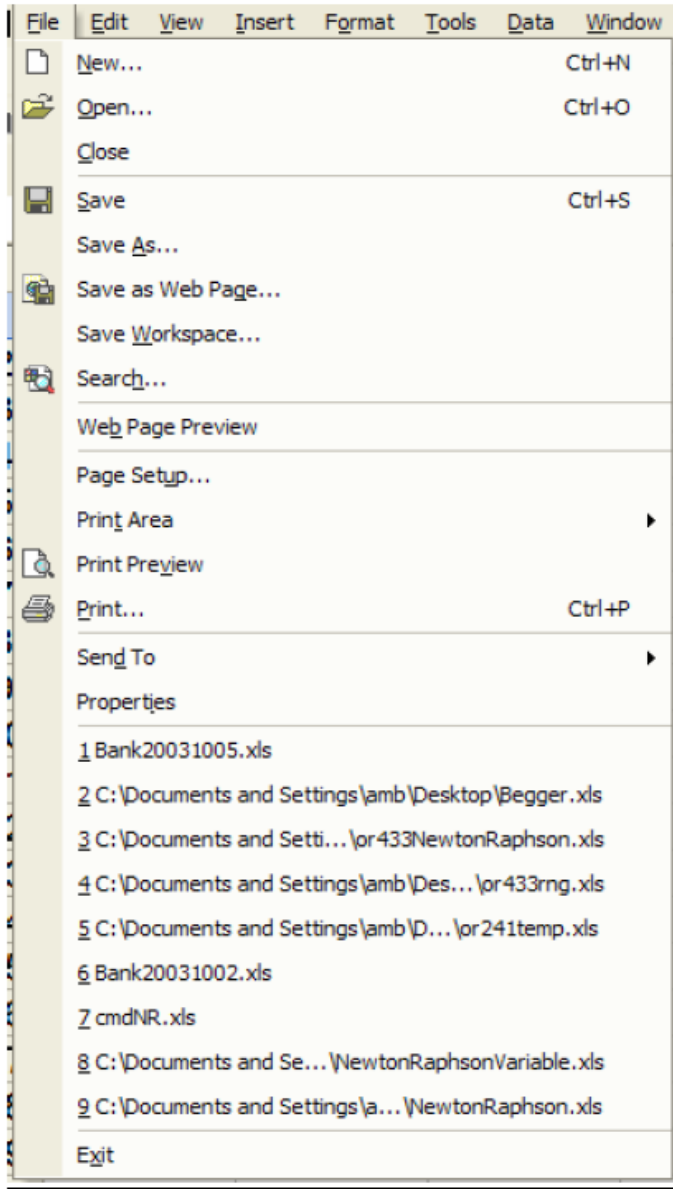 File Edit View Insert Format Tools Data Window
New... Ctrl+N
Open... Ctrl+O
Close
Save Ctrl+S
Save As...
Save as Web Page...
Save Workspace...
Search...
Web Page Preview
Page Setup...
Print Area
Print Preview
Print... Ctrl+P
Send To
Properties
1 Bank20031005.xls
2 C:\Documents and Settings\amb\Desktop\Begger.xls
3 C:\Documents and Setti...\or433NewtonRaphson.xls
4 C:\Documents and Settings\amb\Des...\or433rng.xls
5 C:\Documents and Settings\amb\D...\or241temp.xls
6 Bank20031002.xls
7 cmdNR.xls
8 C:\Documents and Se...\NewtonRaphsonVariable.xls
9 C:\Documents and Settings\a...\NewtonRaphson.xls
Exit